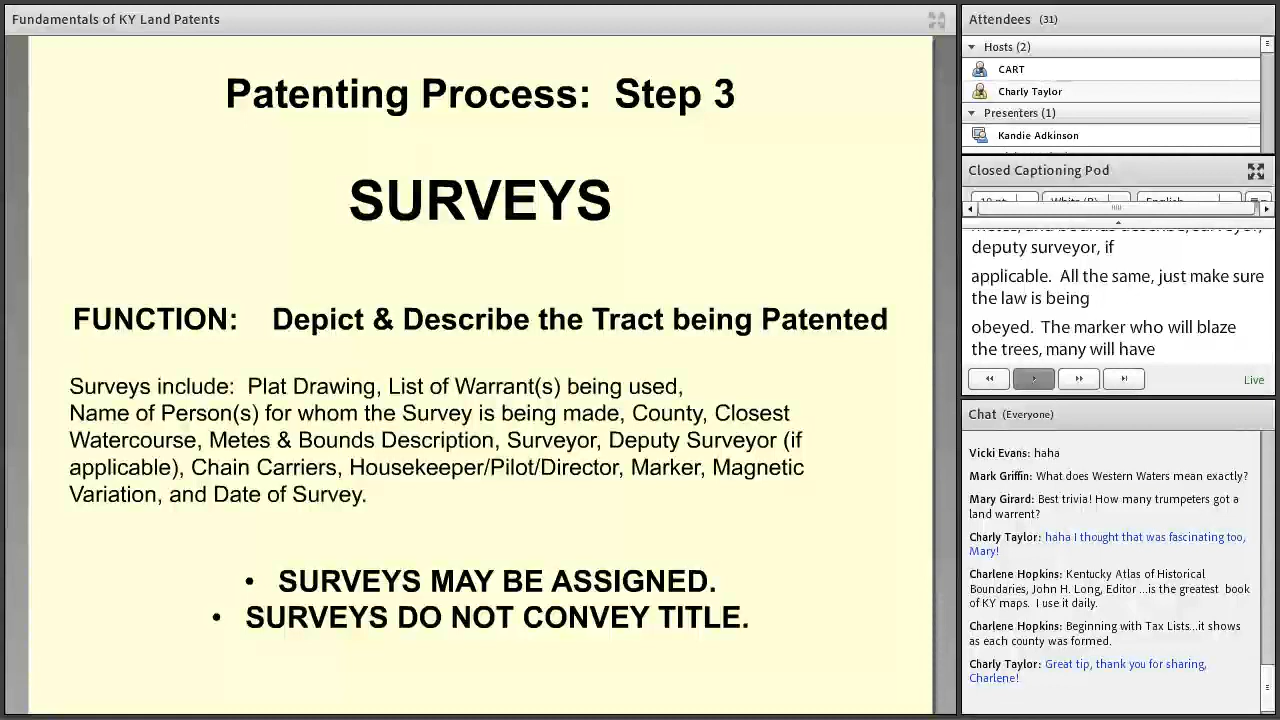 Fundamentals of KY Land Patents
Patenting Process: Step 3
SURVEYS
FUNCTION: Depict & Describe the Tract being Patented
Surveys include: Plat Drawing, List of Warrant(s) being used,
Name of Person(s) for whom the Survey is being made, County, Closest
Watercourse, Metes & Bounds Description, Surveyor, Deputy Surveyor (if
applicable), Chain Carriers, Housekeeper/Pilot/Director, Marker, Magnetic
Variation, and Date of Survey.
• SURVEYS MAY BE ASSIGNED.
• SURVEYS DO NOT CONVEY TITLE.
Attendees (31)
Hosts (2)
CART
Charly Taylor
Presenters (1)
Kandie Adkinson
Closed Captioning Pod
deputy surveyor, if
applicable. All the same, just make sure
the law is being
obeyed. The marker who will blaze
the trees, many will have
Live
Chat (Everyone)
Vicki Evans: haha
Mark Griffin: What does Western Waters mean exactly?
Mary Girard: Best trivia! How many trumpeters got a
land warrent?
Charly Taylor: haha I thought that was fascinating too,
Mary!
Charlene Hopkins: Kentucky Atlas of Historical
Boundaries, John H. Long, Editor ...is the greatest book
of KY maps. I use it daily.
Charlene Hopkins: Beginning with Tax Lists...it shows
as each county was formed.
Charly Taylor: Great tip, thank you for sharing,
Charlene!